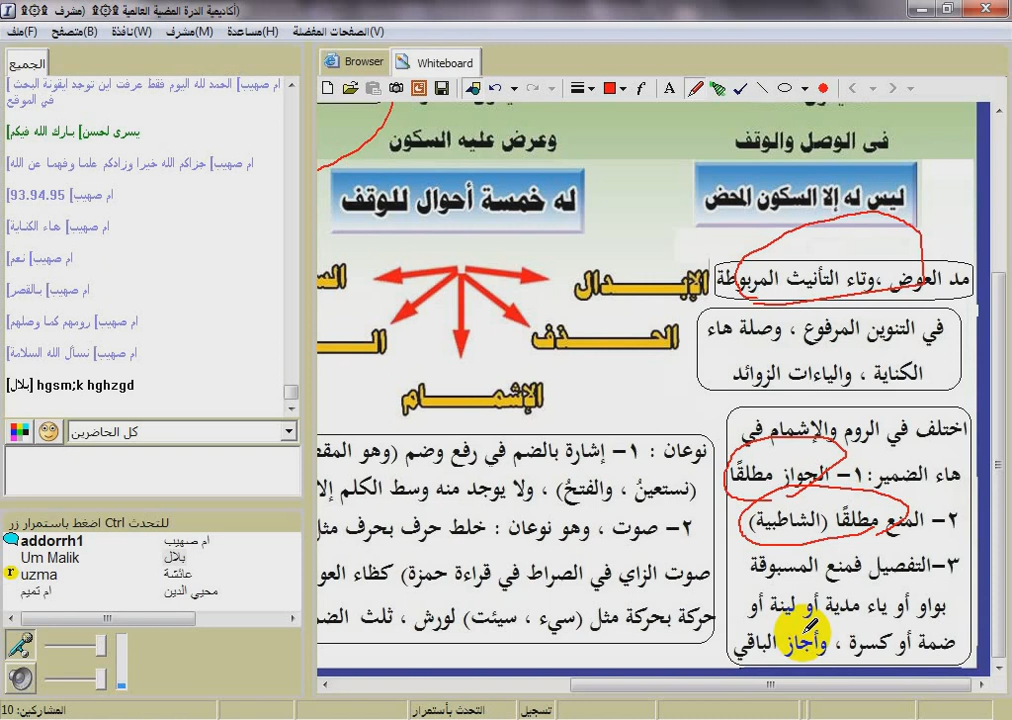 أكاديمية الدرة المضية العالمية (مشرف)
ملف(F) متصفح(B) نافذة(W) مشرف(M) مساعدة(H) الصفحات المفضلة(V)
الجميع
[ام صهيب] الحمد لله اليوم فقط عرفت اين توجد ايقونة البحث
في الموقع
[يسرى لحسن] بارك الله فيكم
[ام صهيب] جزاكم الله خيرا وزادكم علما وفهما عن الله
[ام صهيب] 93.94.95
[ام صهيب] هاء الكناية
[ام صهيب] نعم
[ام صهيب] بالقصر
[ام صهيب] رومهم كما وصلهم
[ام صهيب] نسأل الله السلامة
[بلال] hgsm;k hghzgd
كل الحاضرين
للتحدث Ctrl اضغط باستمرار زر
addorrh1 ام صهيب
Um Malik بلال
uzma عائشة
ام تميم محيي الدين
Browser Whiteboard
في الوصل والوقف
وعرض عليه السكون
ليس له إلا السكون المحض
له خمسة أحوال للوقف
مد العوض ،وتاء التأنيث المربوطة
الإبدال
الحذف
الإشمام
في التنوين المرفوع ، وصلة هاء
الكناية ، والياءات الزوائد
اختلف في الروم والإشمام في
هاء الضمير:١- الجواز مطلقًا
٢- المنع مطلقًا (الشاطبية)
٣-التفصيل فمنع المسبوقة
بواو أو ياء مدية أو لينة أو
ضمة أو كسرة ، وأجاز الباقي
نوعان : ١- إشارة بالضم في رفع وضم (وهو
(نستعينُ ، والفتحُ) ، ولا يوجد منه وسط الكلم
٢- صوت ، وهو نوعان : خلط حرف بحرف
صوت الزاي في الصراط في قراءة حمزة) كظاء
حركة بحركة مثل (سيء ، سيئت) لورش ، ثلث
المشاركين: 10 التحدث بأستمرار تسجيل